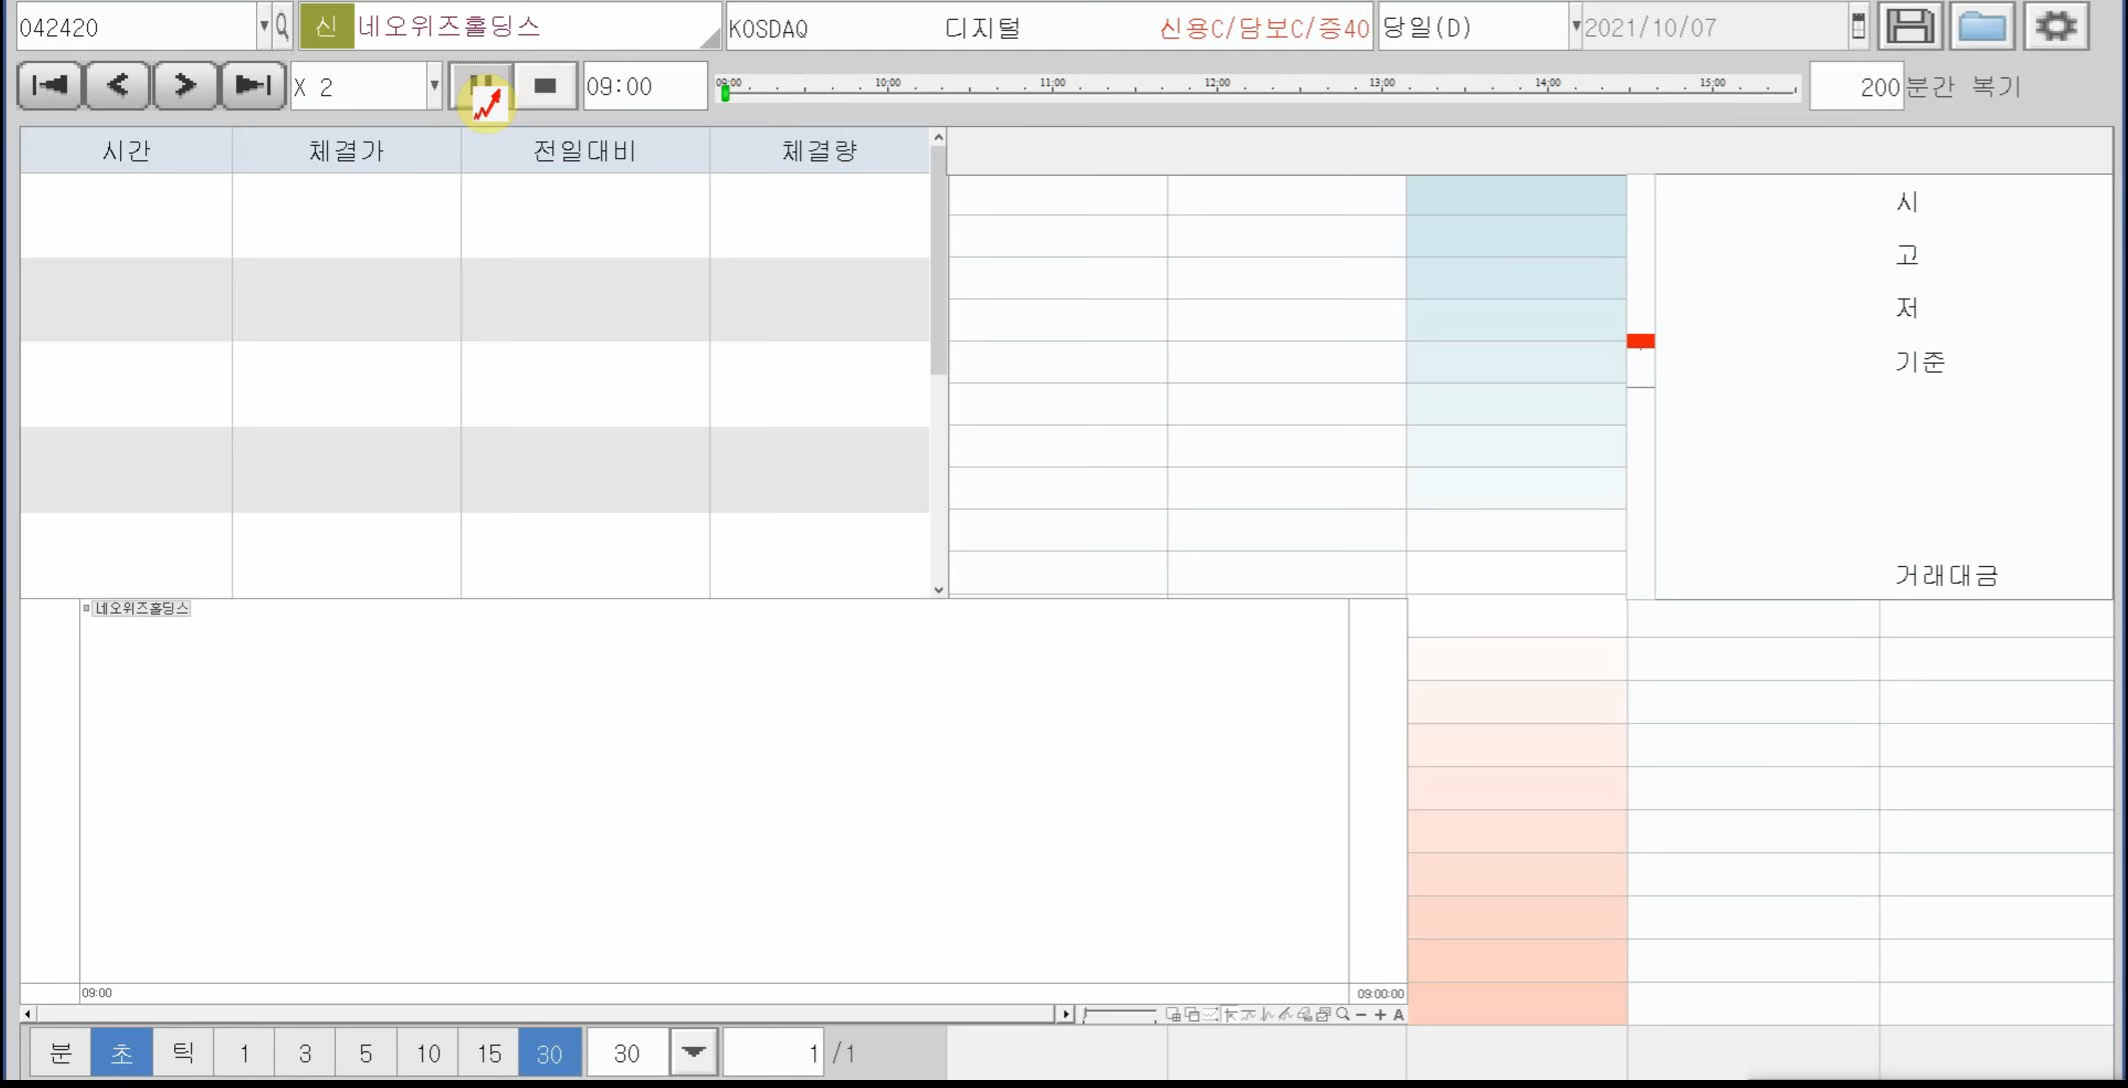 042420 신 네오위즈홀딩스 KOSDAQ 디지털 신용C/담보C/증40 당일(D) 2021/10/07
X 2 09:00 09:00 10:00 11:00 12:00 13:00 14:00 15:00 200 분간 복기
시간 체결가 전일대비 체결량
시
고
저
기준
거래대금
네오위즈홀딩스
09:00 09:00:00
A
분 초 틱 1 3 5 10 15 30 30 1 /1